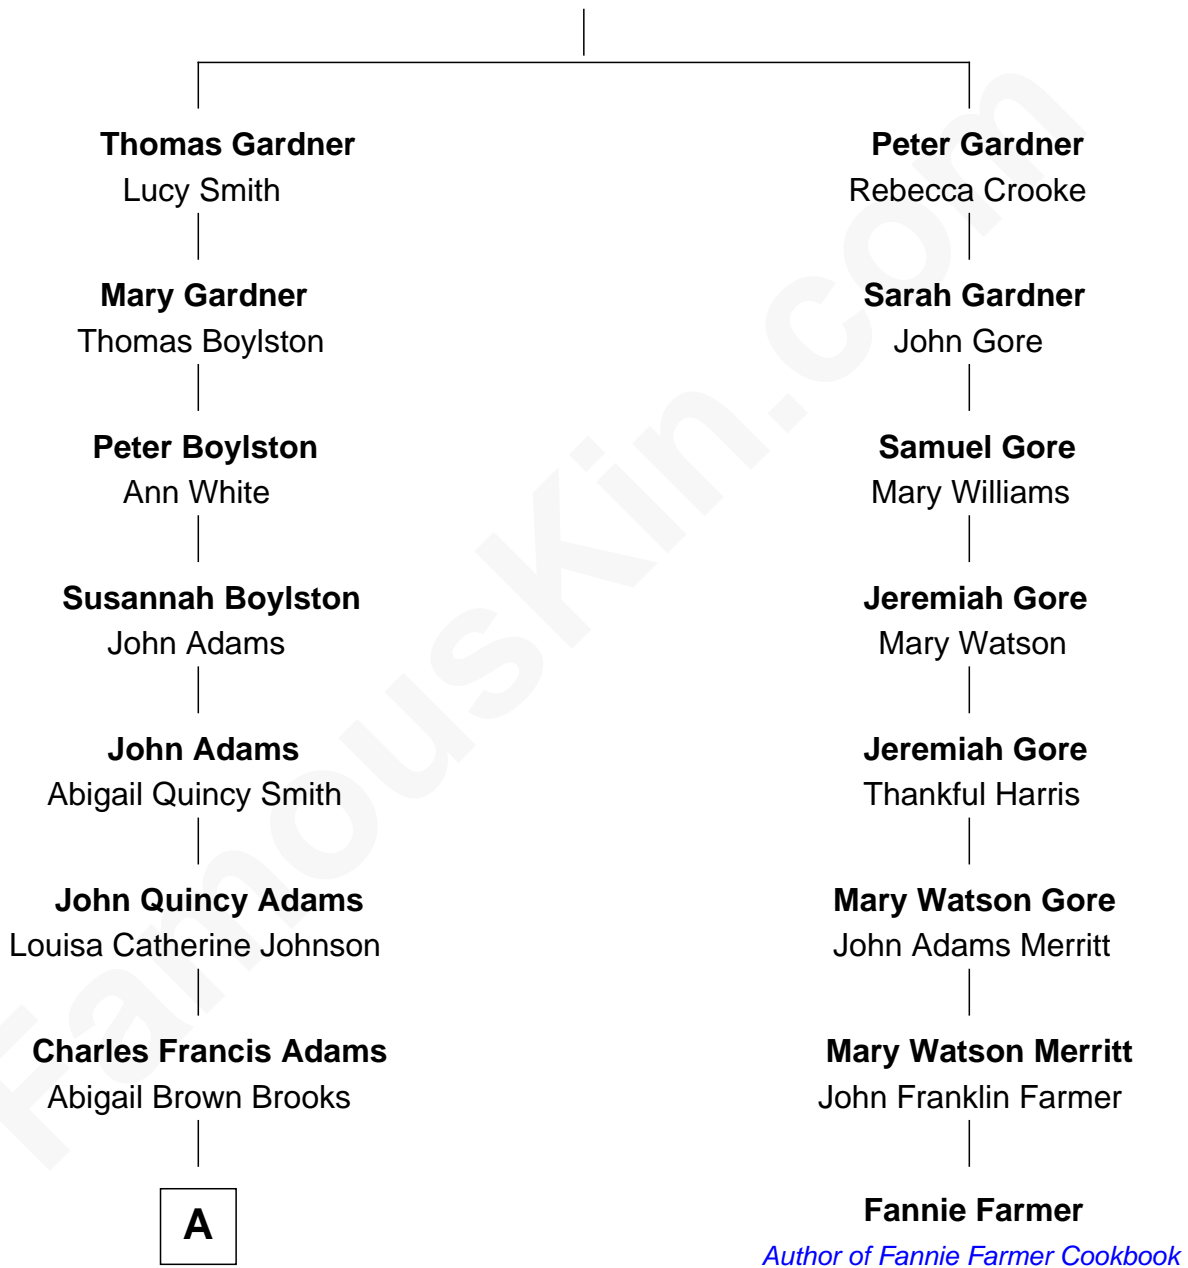 Thomas Gardner
Lucy Smith
Mary Gardner
Thomas Boylston
Peter Boylston
Ann White
Susannah Boylston
John Adams
John Adams
Abigail Quincy Smith
John Quincy Adams
Louisa Catherine Johnson
Charles Francis Adams
Abigail Brown Brooks
A
Peter Gardner
Rebecca Crooke
Sarah Gardner
John Gore
Samuel Gore
Mary Williams
Jeremiah Gore
Mary Watson
Jeremiah Gore
Thankful Harris
Mary Watson Gore
John Adams Merritt
Mary Watson Merritt
John Franklin Farmer
Fannie Farmer
Author of Fannie Farmer Cookbook
FamousKin.com